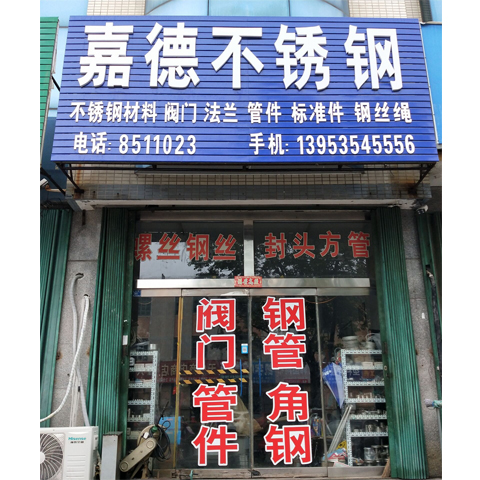 嘉德不锈钢
不锈钢材料 阀门 法兰 管件 标准件 钢丝绳
电话: 8511023 手机: 13953545556
螺丝钢丝 封头方管
阀门 管件
钢管 角钢
Hisense